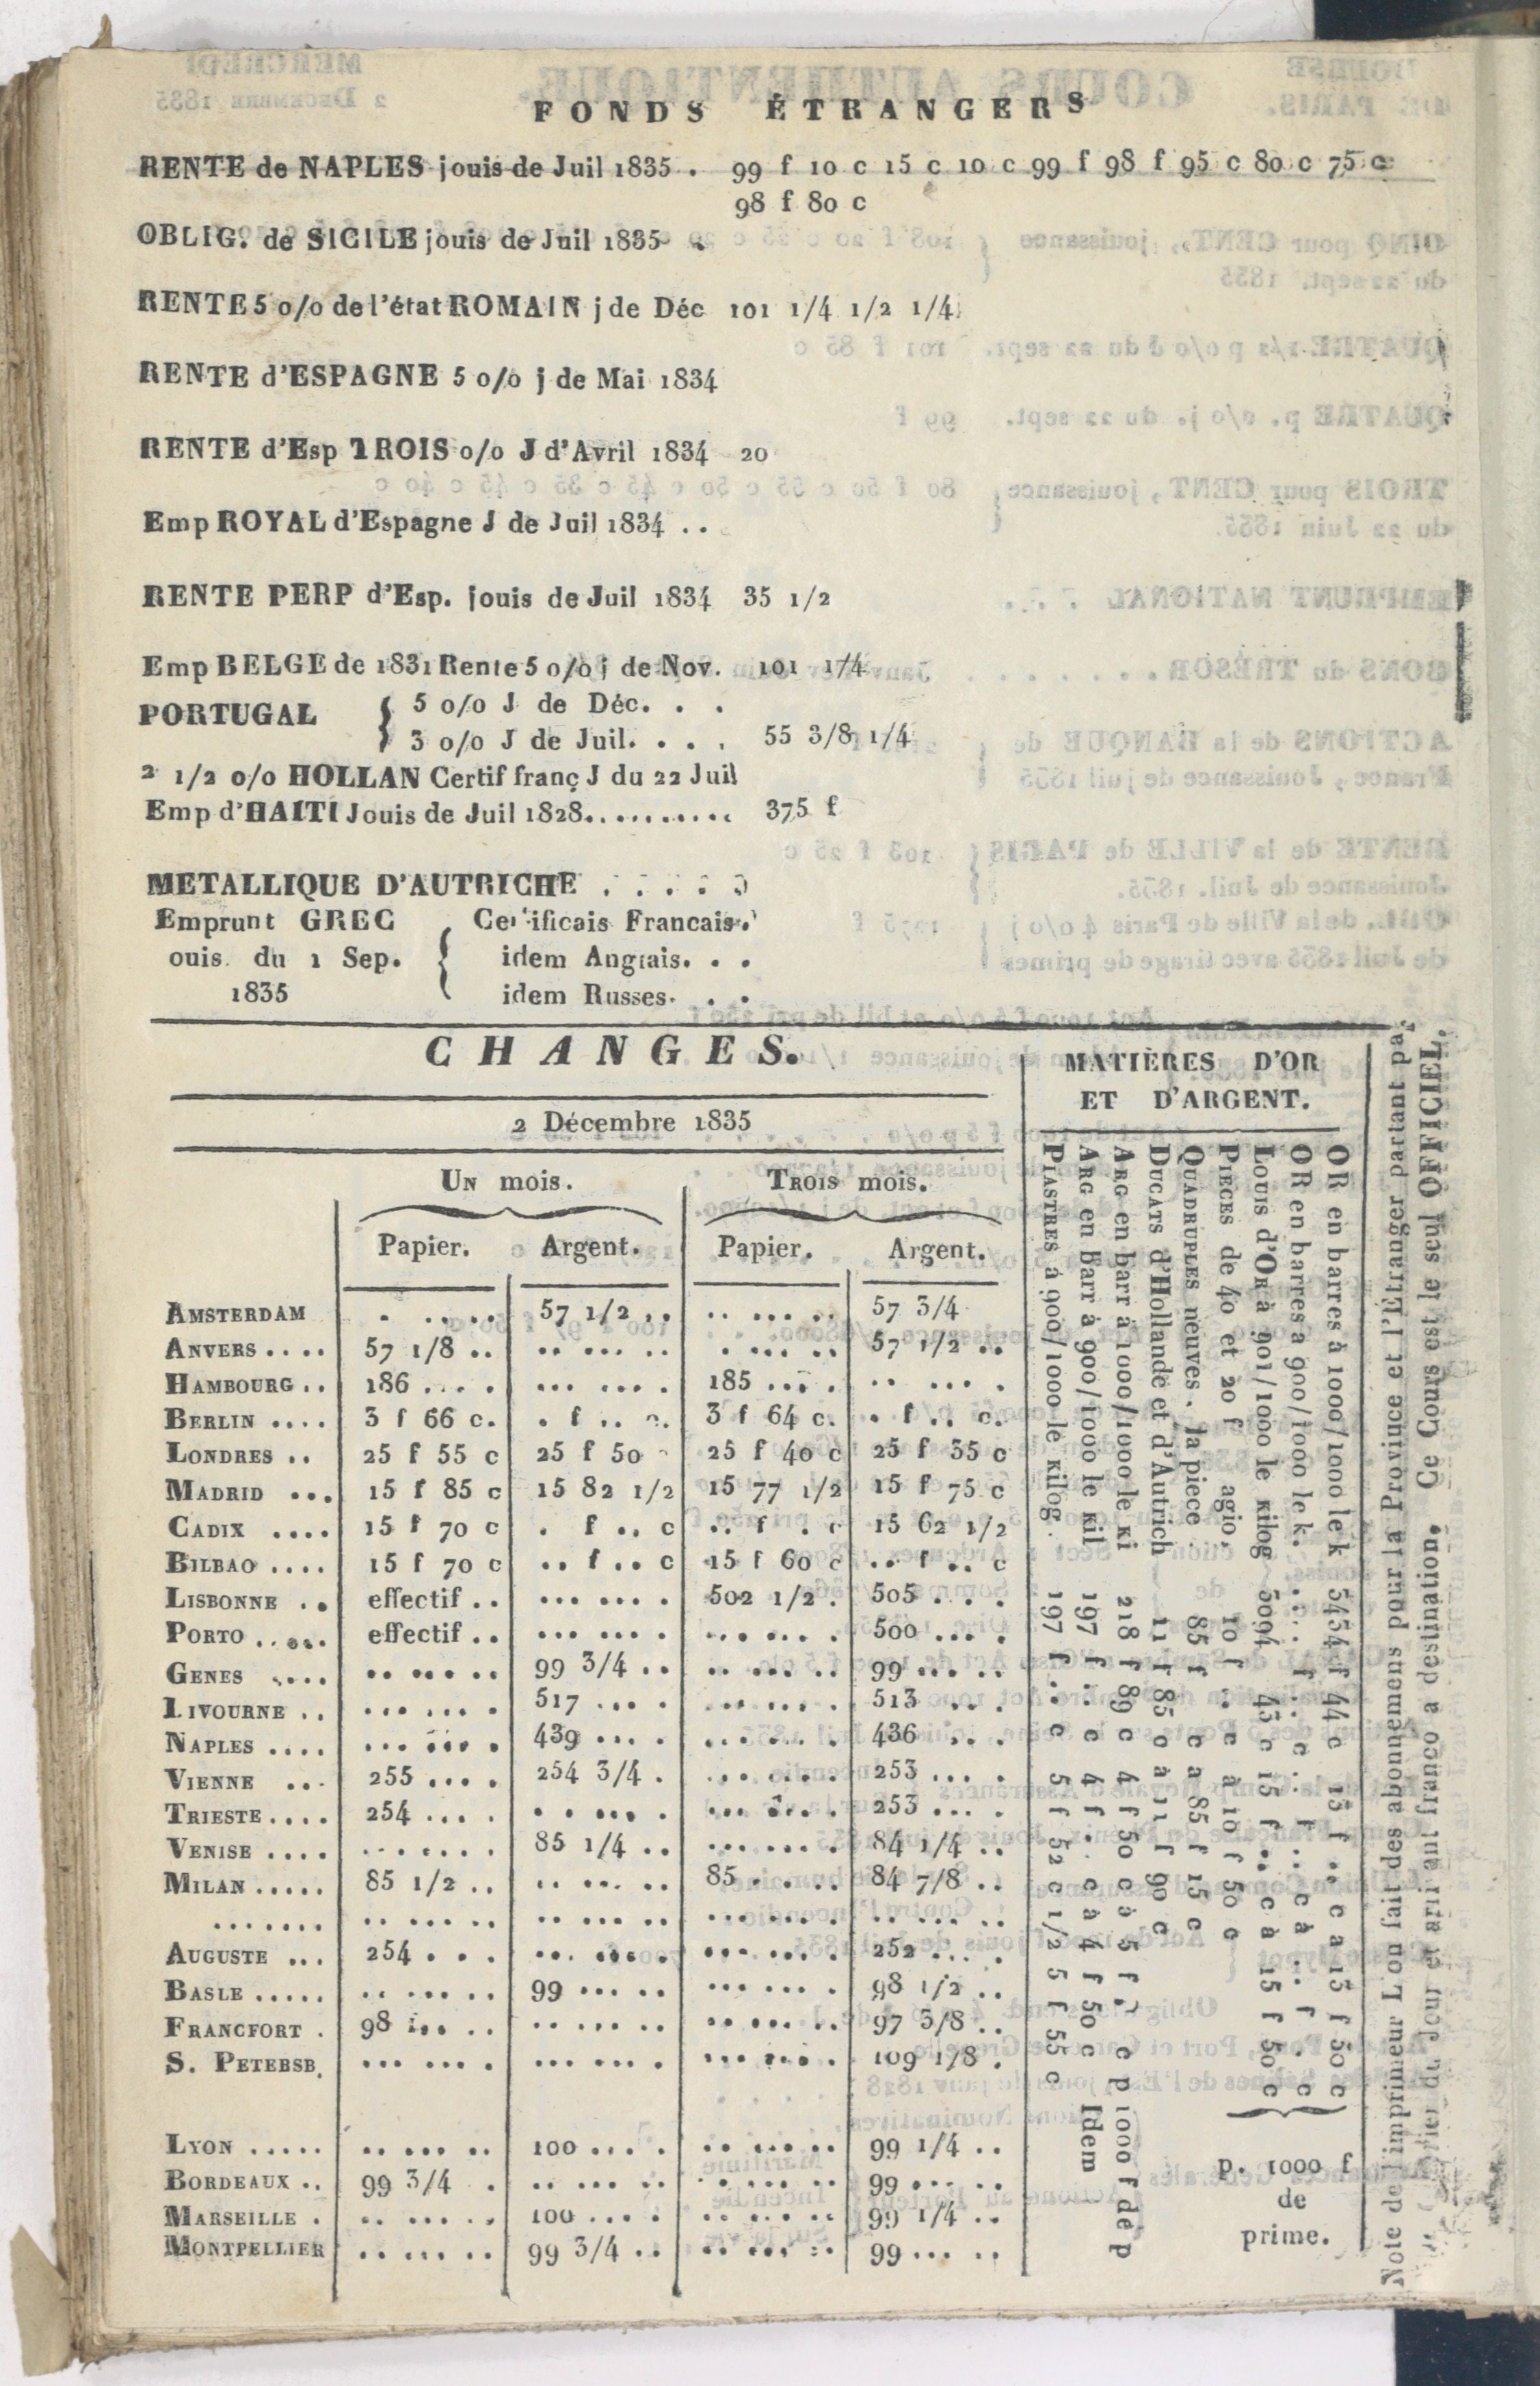 FONDS ÉTRANGERS
RENTE de NAPLES jouis de Juil 1835 . 99 f 10 c 15 c 10 c 99 f 98 f 95 c 80 c 75 c
98 f 80 c
OBLIG. de SICILE jouis de Juil 1835
RENTE 5 o/o de l'état ROMAIN j de Déc 101 1/4 1/2 1/4
RENTE d'ESPAGNE 5 o/o j de Mai 1834
RENTE d'Esp TROIS o/o J d'Avril 1834 20
Emp ROYAL d'Espagne J de Juil 1834 . .
RENTE PERP d'Esp. jouis de Juil 1834 35 1/2
Emp BELGE de 1831 Rente 5 o/o j de Nov. 101 1/4
PORTUGAL { 5 o/o J de Déc. . .
3 o/o J de Juil. . . . 55 3/8 1/4
2 1/2 o/o HOLLAN Certif franç J du 22 Juil
Emp d'HAITI Jouis de Juil 1828.......... 375 f
METALLIQUE D'AUTRICHE . . . . .
Emprunt GREC { Certificais Francais.
ouis. du 1 Sep. idem Anglais. . .
1835 idem Russes. . .
CHANGES.
2 Décembre 1835
UN mois. TROIS mois.
Papier. Argent. Papier. Argent.
AMSTERDAM . .. .. 57 1/2 .. .. ... .. 57 3/4
ANVERS .... 57 1/8 .. .. ... .. . ... .. 57 1/2 ..
HAMBOURG .. 186 .... ... ... . 185 .... .. ... .
BERLIN .... 3 f 66 c. . f .. c. 3 f 64 c. . f .. c.
LONDRES .. 25 f 55 c 25 f 50 25 f 40 c 25 f 35 c
MADRID ... 15 f 85 c 15 82 1/2 15 77 1/2 15 f 75 c
CADIX .... 15 f 70 c . f .. c .. f . c 15 62 1/2
BILBAO .... 15 f 70 c .. f .. c 15 f 60 c .. f .. c
LISBONNE .. effectif .. ... ... . 502 1/2 . 505 ... .
PORTO ..... effectif .. ... ... . ... ... . 500 ... .
GENES .... .. ... .. 99 3/4 .. .. ... .. 99 ... ..
LIVOURNE .. ... ... . 517 ... . ... ... . 513 ... .
NAPLES .... ... ... . 439 ... . ... ... . 436 ... .
VIENNE ... 255 .... 254 3/4 . ... ... . 253 ... .
TRIESTE .... 254 .... . . ... . ... ... . 253 ... .
VENISE .... ... ... . 85 1/4 .. ... ... . 84 1/4 ..
MILAN ..... 85 1/2 .. .. ... .. 85 ... .. 84 7/8 ..
....... .. ... .. .. ... .. ... ... . .. ... ..
AUGUSTE ... 254 . . . ... ... . ... ... . 252 ... .
BASLE ..... .. ... .. 99 ... .. ... ... . 98 1/2 ..
FRANCFORT . 98 ... .. .. ... .. .. ... .. 97 3/8 ..
S. PETEBSB. ... ... . ... ... . ... ... . 109 1/8 .
LYON ..... .. ... .. 100 ... . .. ... .. 99 1/4 ..
BORDEAUX .. 99 3/4 . .. ... .. . ... .. 99 ... ..
MARSEILLE . .. ... .. 100 ... . .. ... .. 99 1/4 ..
MONTPELLIER .. ... .. 99 3/4 .. .. ... .. 99 ... ..
MATIÈRES D'OR
ET D'ARGENT.
OR en barres à 1000/1000 le k 3434 f 44 c 13 f .. c a 13 f 50 c
OR en barres a 900/1000 le k. ... f .. c .. f .. c à .. f . c
LOUIS d'OR à 901/1000 le Kilog 3094 43 c 15 f .. c à 15 f 50 c
PIECES de 40 et 20 f agio, 10 f .. c à 10 f 50 c
QUADRUPLES neuves. la piece . 85 f c a 85 f 15 c
DUCATS d'Hollande et d'Autrich 11 f 85 c à 11 f 90 c
ARG en barr à 1000/1000 le Ki 218 f 89 c 4 f 50 c à 5 f . c p 1000 f de p
ARG en barr à 900/1000 le Kil 197 f .. c 4 f . c à 4 f 50 c Idem
PIASTRES á 900/1000 le Kilog. 197 f .. c 5 f 52 c 1/2 5 f 55 c
p. 1000 f
de
prime.
Note de l'imprimeur L'on fait des abonnemens pour la Province et l'Étranger partant pa
du Jour et arri ant franco a destination. Ce Cours est le seul OFFICIEL.